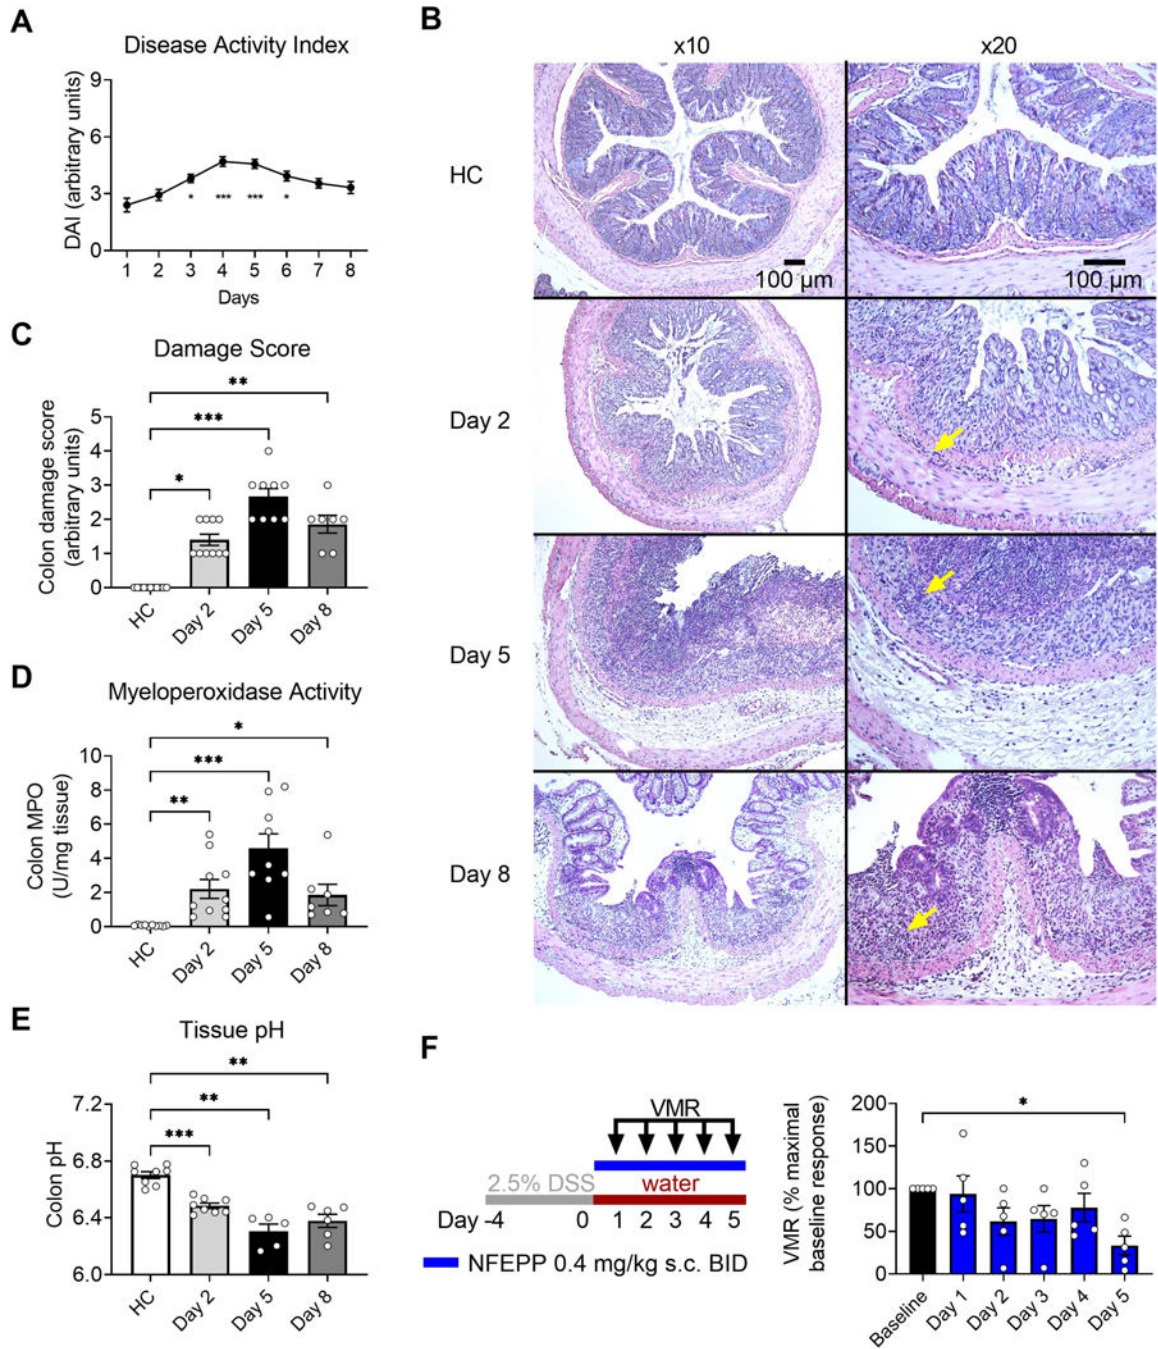 A
Disease Activity Index
DAI (arbitrary units)
9
6
3
0
* *** *** *
1 2 3 4 5 6 7 8
Days
B
x10 x20
HC
100 µm 100 µm
Day 2
Day 5
Day 8
C
Damage Score
Colon damage score
(arbitrary units)
**
***
*
5
4
3
2
1
0
HC Day 2 Day 5 Day 8
D
Myeloperoxidase Activity
Colon MPO
(U/mg tissue)
*
***
**
10
8
6
4
2
0
HC Day 2 Day 5 Day 8
E
Tissue pH
Colon pH
**
**
***
7.2
6.8
6.4
6.0
HC Day 2 Day 5 Day 8
F
VMR
2.5% DSS water
Day -4 0 1 2 3 4 5
NFEPP 0.4 mg/kg s.c. BID
VMR (% maximal
baseline response)
*
200
150
100
50
0
Baseline Day 1 Day 2 Day 3 Day 4 Day 5